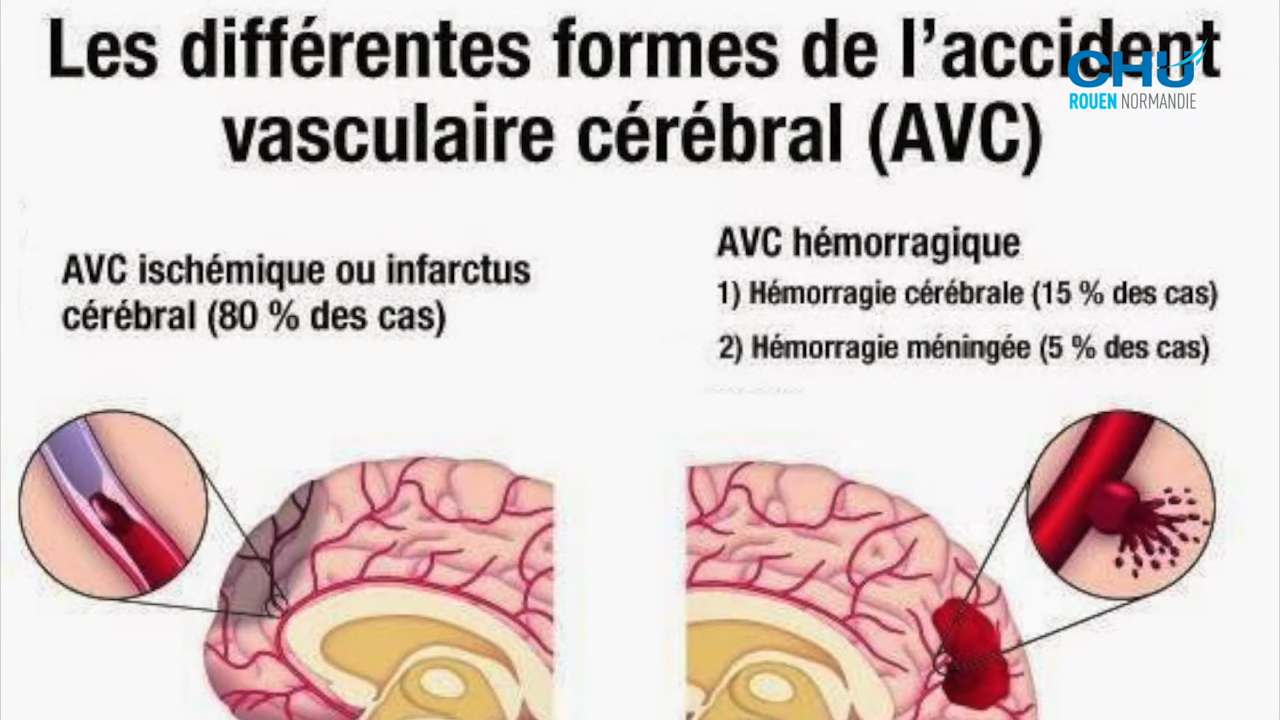 Les différentes formes de l’accident
vasculaire cérébral (AVC)
CHU
ROUEN NORMANDIE
AVC ischémique ou infarctus
cérébral (80 % des cas)
AVC hémorragique
1) Hémorragie cérébrale (15 % des cas)
2) Hémorragie méningée (5 % des cas)